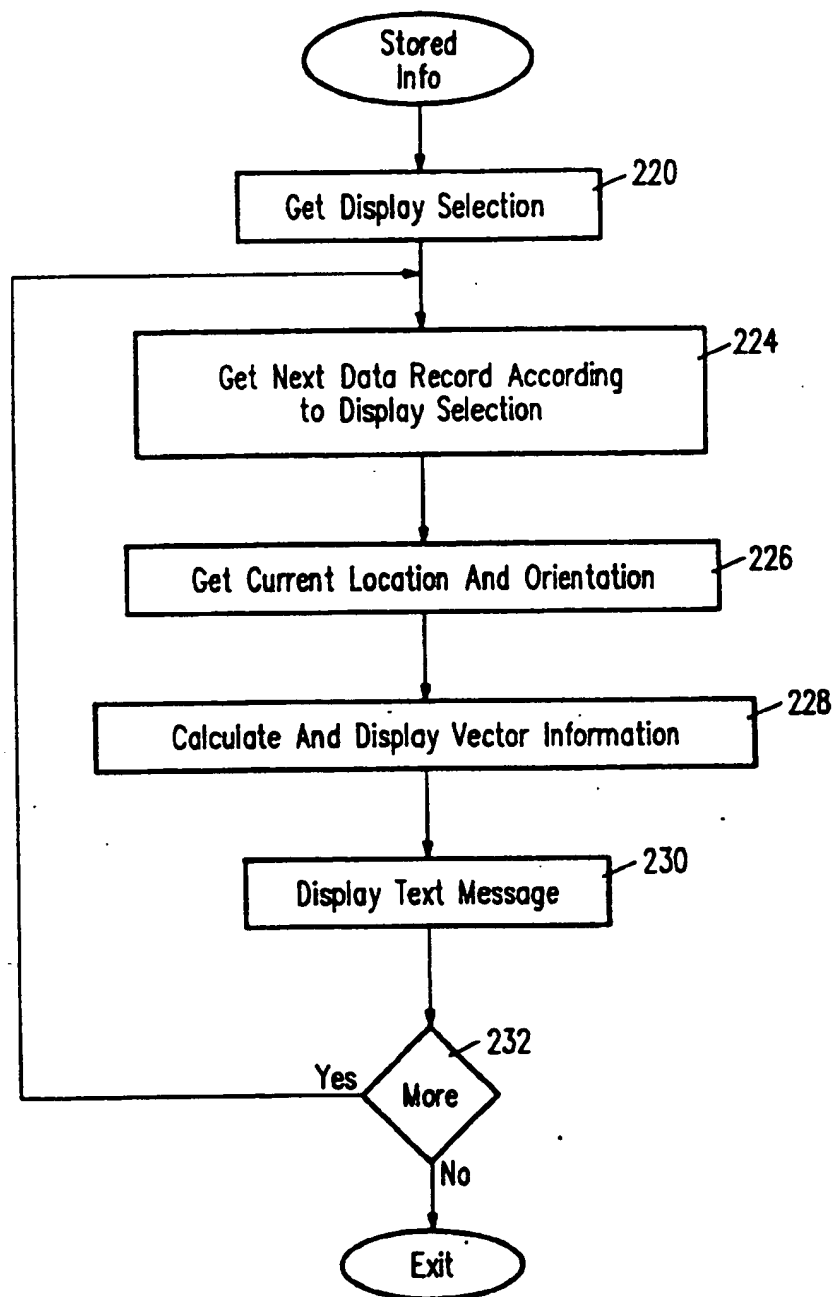 Stored
Info
220
Get Display Selection
224
Get Next Data Record According
to Display Selection
226
Get Current Location And Orientation
228
Calculate And Display Vector Information
230
Display Text Message
232
Yes
More
No
Exit